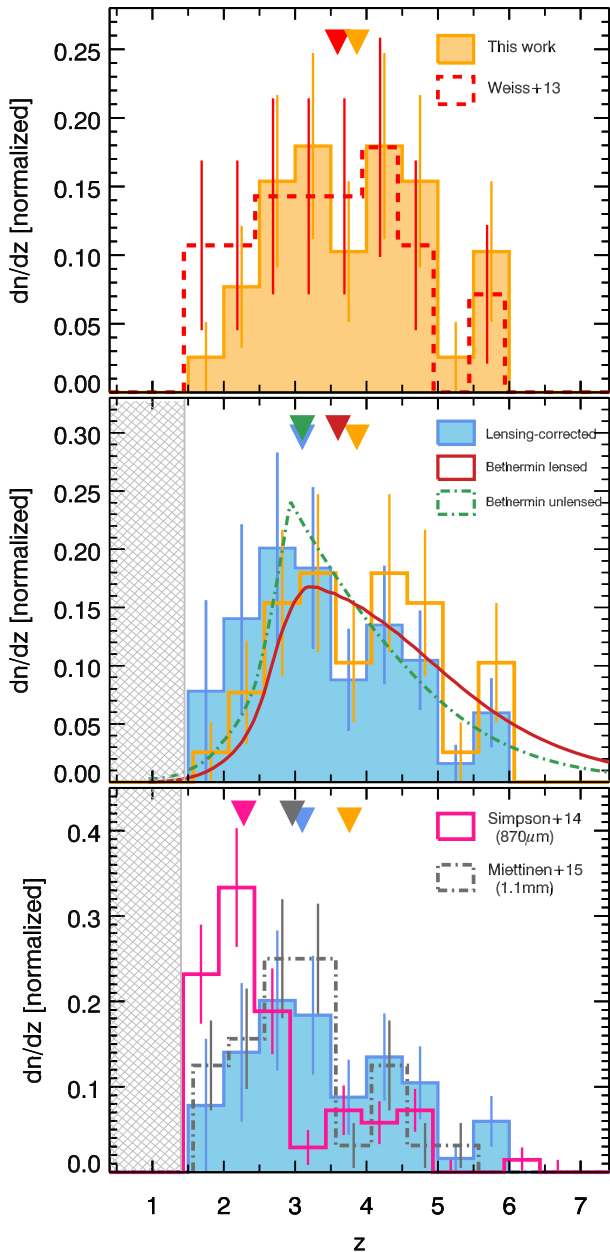 This work
Weiss+13
0.25
0.20
0.15
0.10
0.05
0.00
dn/dz [normalized]
Lensing-corrected
Bethermin lensed
Bethermin unlensed
0.30
0.25
0.20
0.15
0.10
0.05
0.00
dn/dz [normalized]
Simpson+14
(870μm)
Miettinen+15
(1.1mm)
0.4
0.3
0.2
0.1
0.0
dn/dz [normalized]
1 2 3 4 5 6 7
z